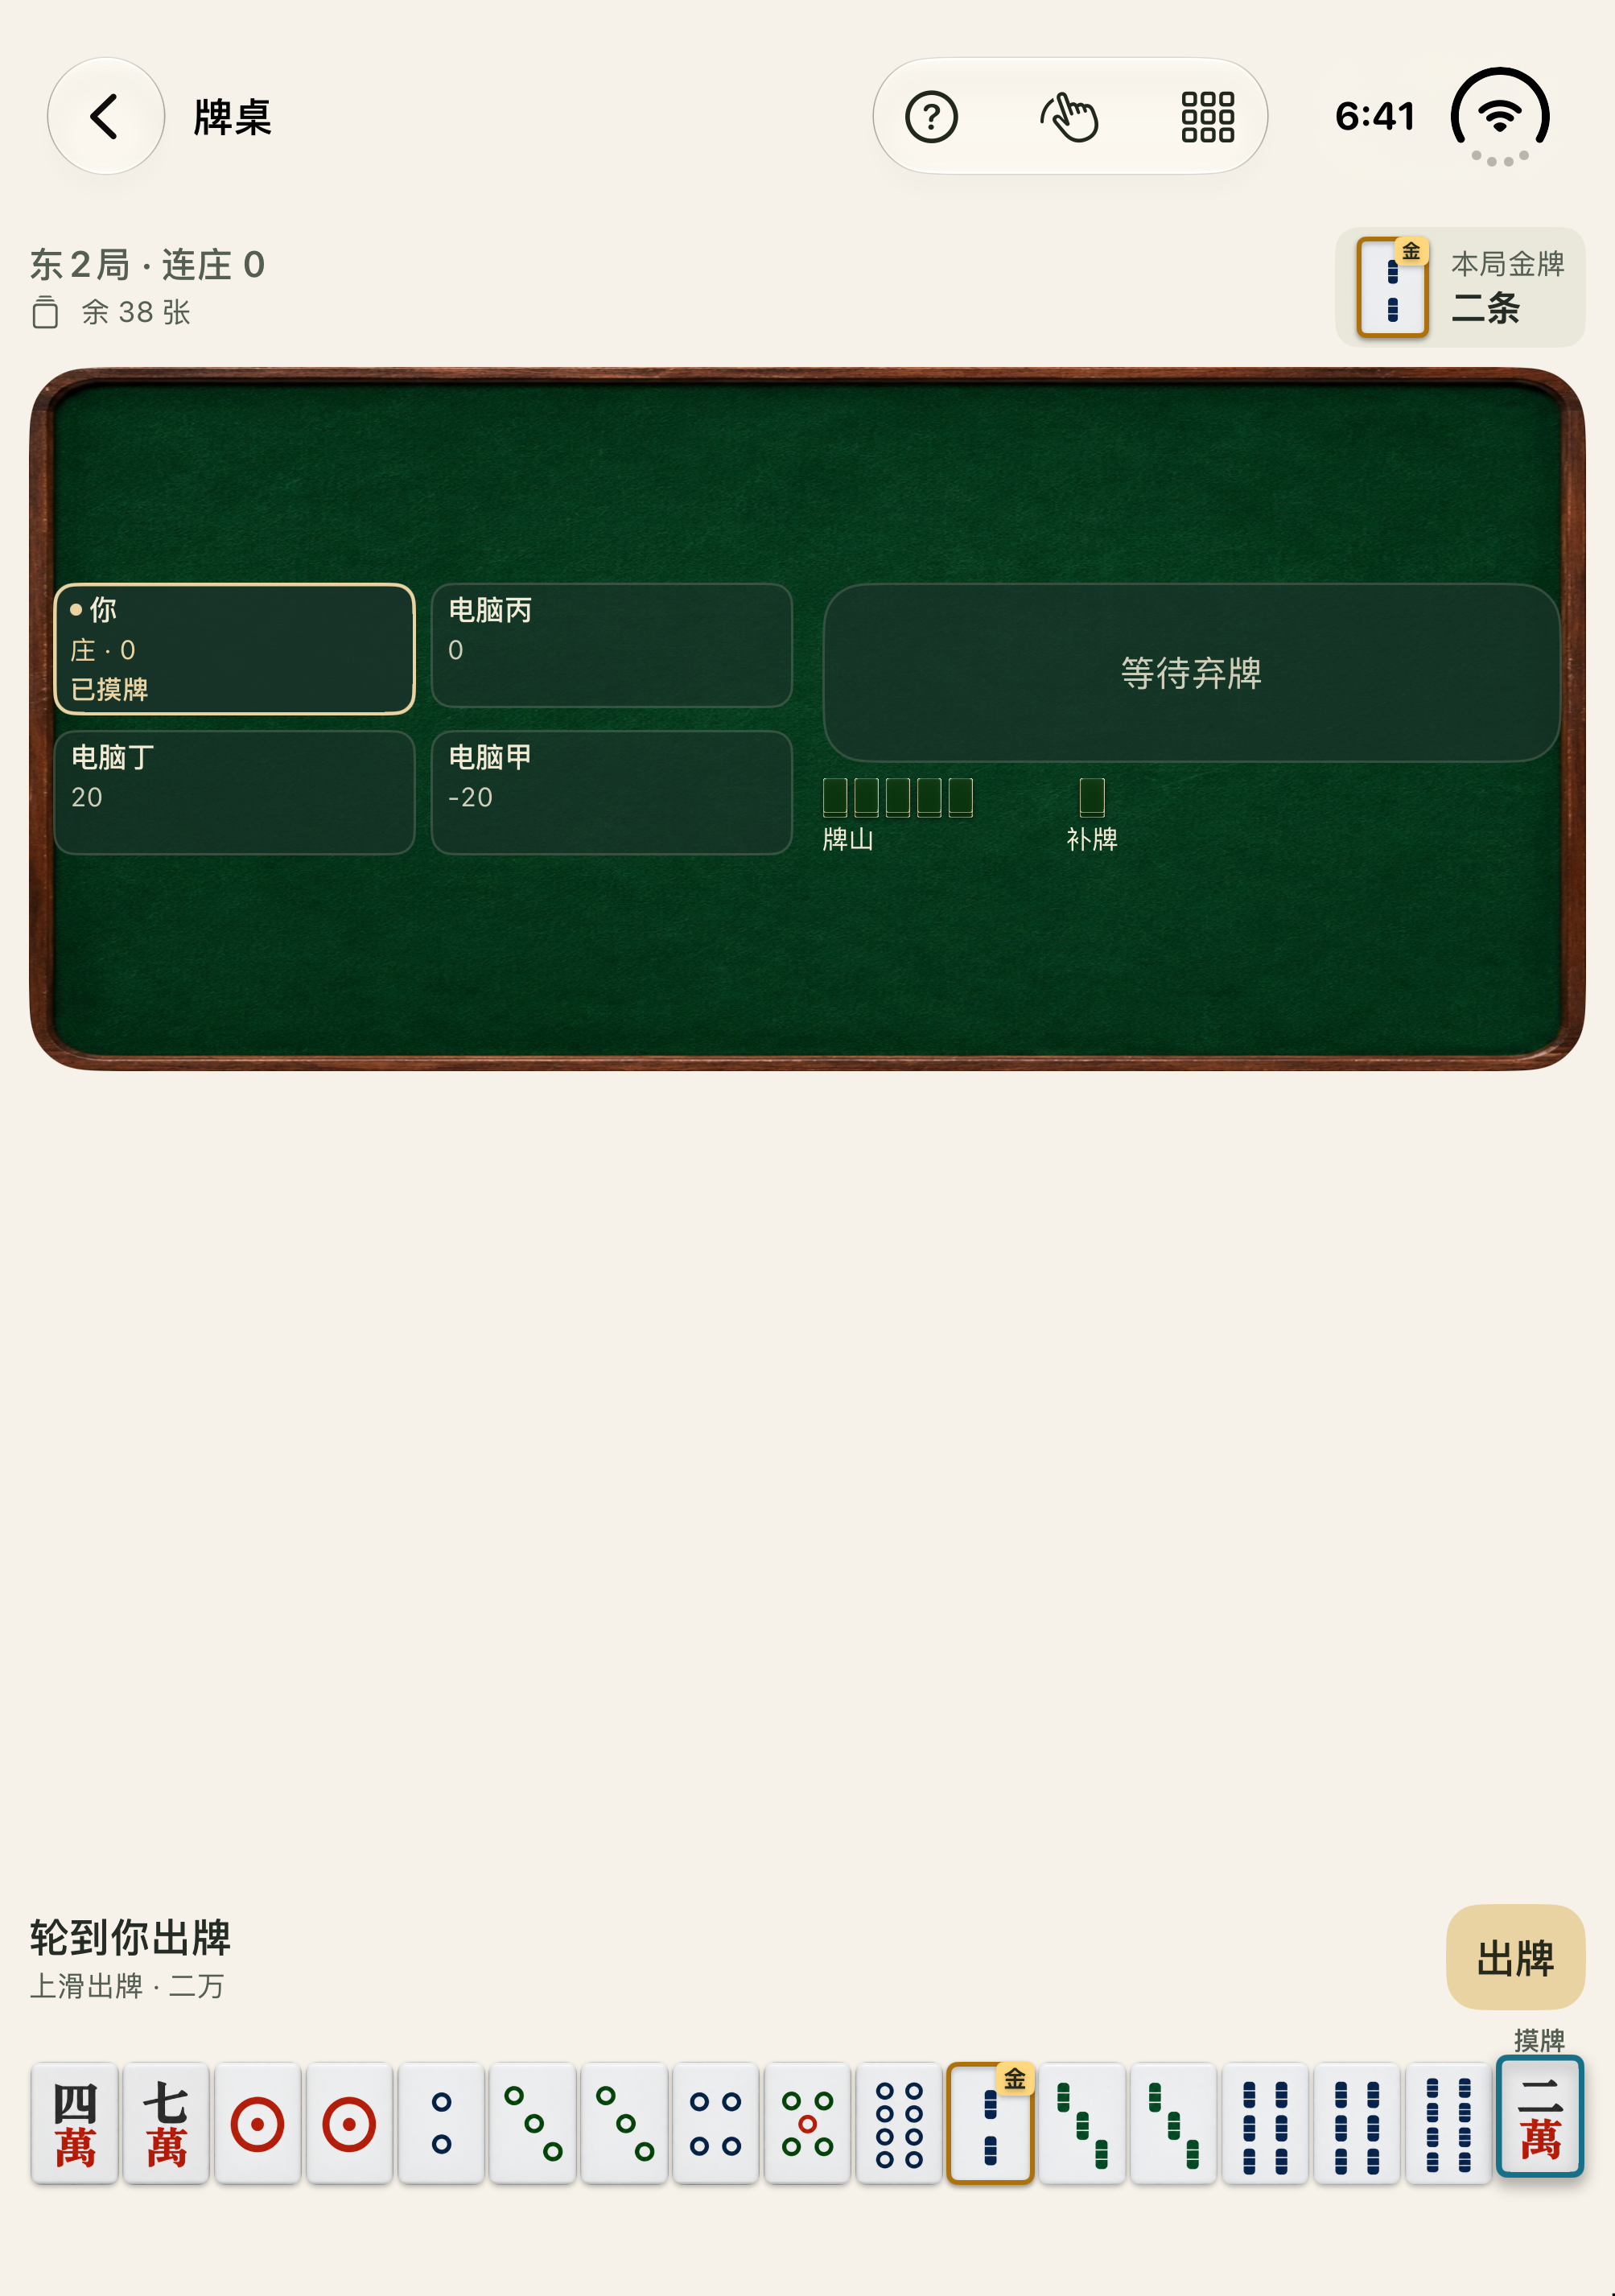 牌桌
6:41
东2局 · 连庄 0
余 38 张
金
本局金牌
二条
你
庄 · 0
已摸牌
电脑丙
0
电脑丁
20
电脑甲
-20
等待弃牌
牌山
补牌
轮到你出牌
上滑出牌 · 二万
出牌
摸牌
四萬
七萬
金
二萬